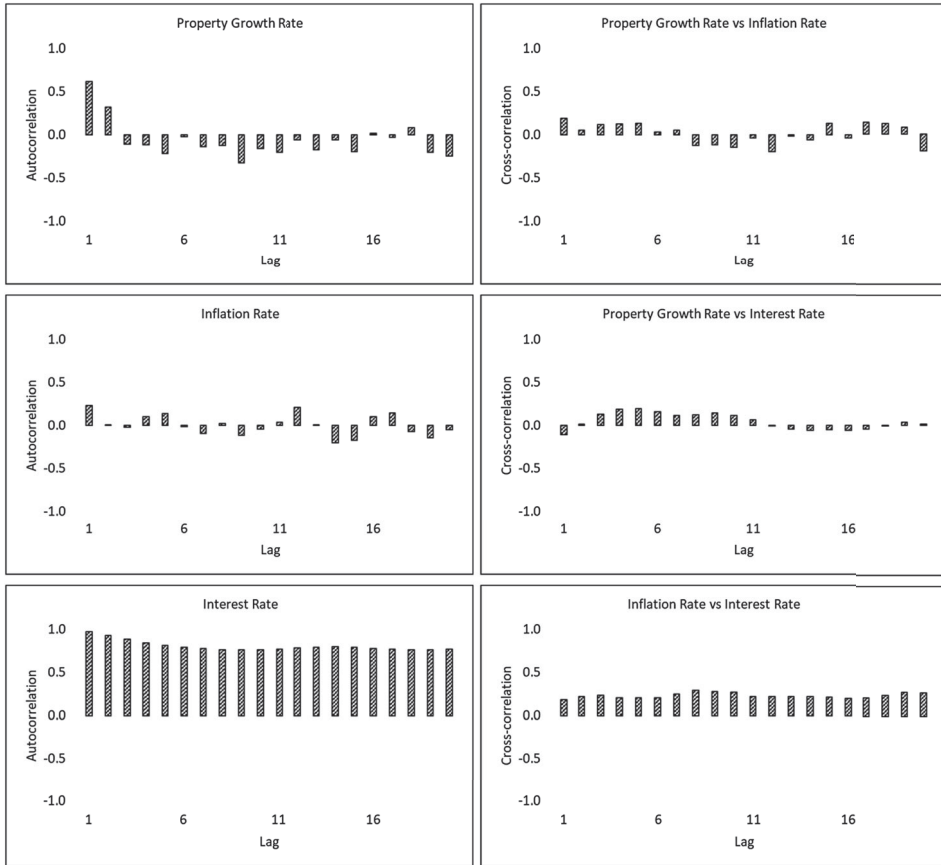 Property Growth Rate
1.0
0.5
0.0
-0.5
-1.0
Autocorrelation
1 6 11 16
Lag
Property Growth Rate vs Inflation Rate
1.0
0.5
0.0
-0.5
-1.0
Cross-correlation
1 6 11 16
Lag
Inflation Rate
1.0
0.5
0.0
-0.5
-1.0
Autocorrelation
1 6 11 16
Lag
Property Growth Rate vs Interest Rate
1.0
0.5
0.0
-0.5
-1.0
Cross-correlation
1 6 11 16
Lag
Interest Rate
1.0
0.5
0.0
-0.5
-1.0
Autocorrelation
1 6 11 16
Lag
Inflation Rate vs Interest Rate
1.0
0.5
0.0
-0.5
-1.0
Cross-correlation
1 6 11 16
Lag